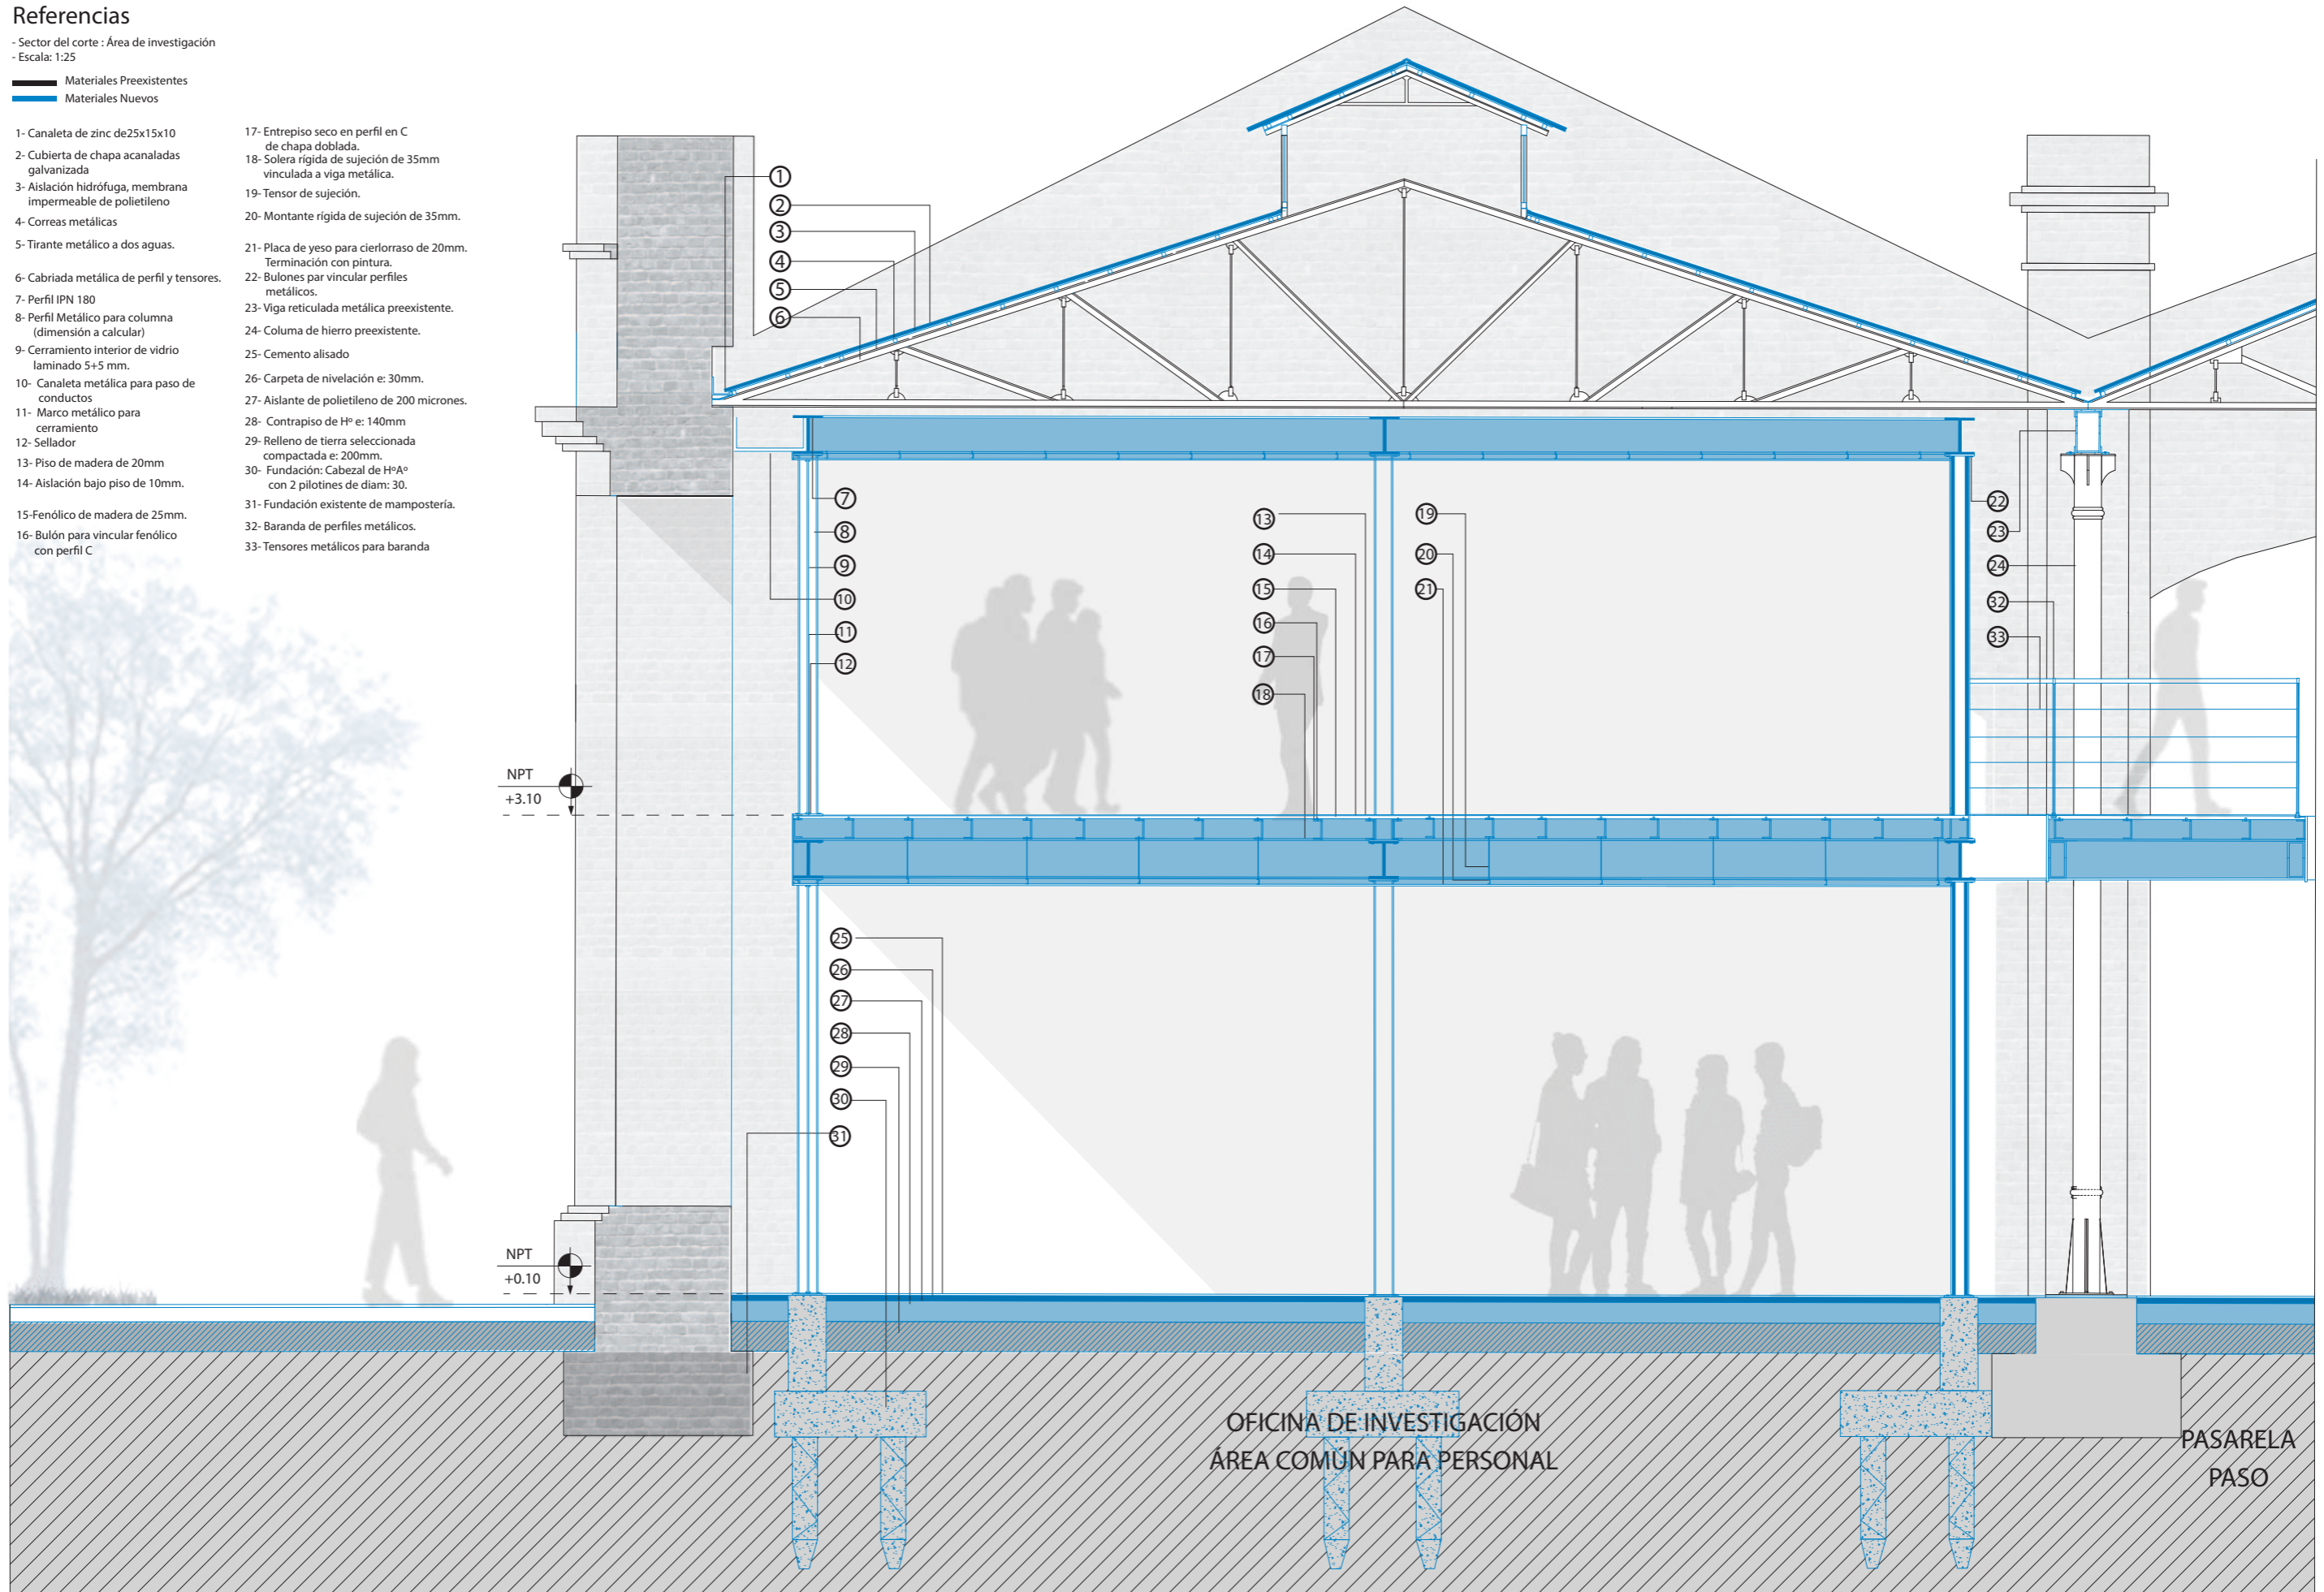 Referencias
- Sector del corte : Área de investigación
- Escala: 1:25
Materiales Preexistentes
Materiales Nuevos
1- Canaleta de zinc de25x15x10
2- Cubierta de chapa acanaladas
galvanizada
3- Aislación hidrófuga, membrana
impermeable de polietileno
4- Correas metálicas
5- Tirante metálico a dos aguas.
6- Cabriada metálica de perfil y tensores.
7- Perfil IPN 180
8- Perfil Metálico para columna
(dimensión a calcular)
9- Cerramiento interior de vidrio
laminado 5+5 mm.
10- Canaleta metálica para paso de
conductos
11- Marco metálico para
cerramiento
12- Sellador
13- Piso de madera de 20mm
14- Aislación bajo piso de 10mm.
15-Fenólico de madera de 25mm.
16- Bulón para vincular fenólico
con perfil C
17- Entrepiso seco en perfil en C
de chapa doblada.
18- Solera rígida de sujeción de 35mm
vinculada a viga metálica.
19- Tensor de sujeción.
20- Montante rígida de sujeción de 35mm.
21- Placa de yeso para cierlorraso de 20mm.
Terminación con pintura.
22- Bulones par vincular perfiles
metálicos.
23- Viga reticulada metálica preexistente.
24- Columa de hierro preexistente.
25- Cemento alisado
26- Carpeta de nivelación e: 30mm.
27- Aislante de polietileno de 200 micrones.
28- Contrapiso de Hº e: 140mm
29- Relleno de tierra seleccionada
compactada e: 200mm.
30- Fundación: Cabezal de HºAº
con 2 pilotines de diam: 30.
31- Fundación existente de mampostería.
32- Baranda de perfiles metálicos.
33- Tensores metálicos para baranda
1
2
3
4
5
6
7
8
9
10
11
12
13
14
15
16
17
18
19
20
21
22
23
24
32
33
NPT
+3.10
25
26
27
28
29
30
31
NPT
+0.10
OFICINA DE INVESTIGACIÓN
ÁREA COMÚN PARA PERSONAL
PASARELA
PASO